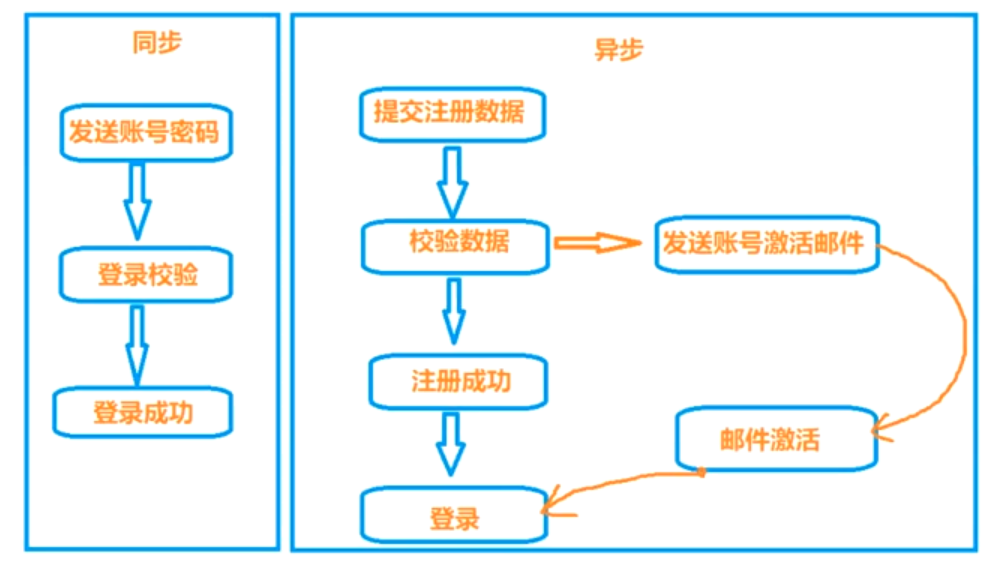 同步
发送账号密码
登录校验
登录成功
异步
提交注册数据
校验数据
发送账号激活邮件
注册成功
邮件激活
登录